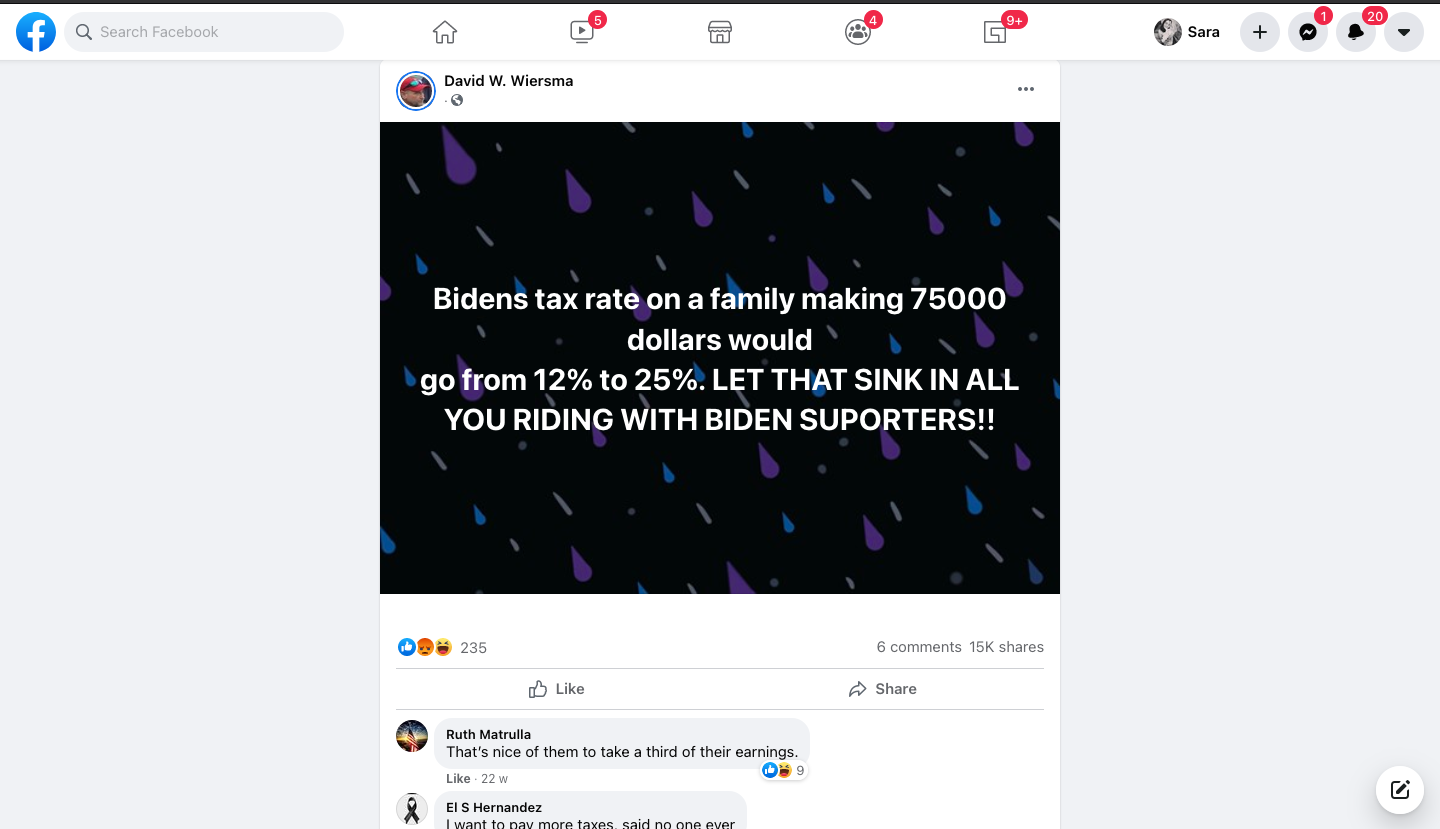 Search Facebook
5
4
9+
Sara
1
20
David W. Wiersma
·
Bidens tax rate on a family making 75000
dollars would
go from 12% to 25%. LET THAT SINK IN ALL
YOU RIDING WITH BIDEN SUPORTERS!!
235
6 comments 15K shares
Like
Share
Ruth Matrulla
That's nice of them to take a third of their earnings.
9
Like · 22 w
El S Hernandez
I want to pay more taxes, said no one ever